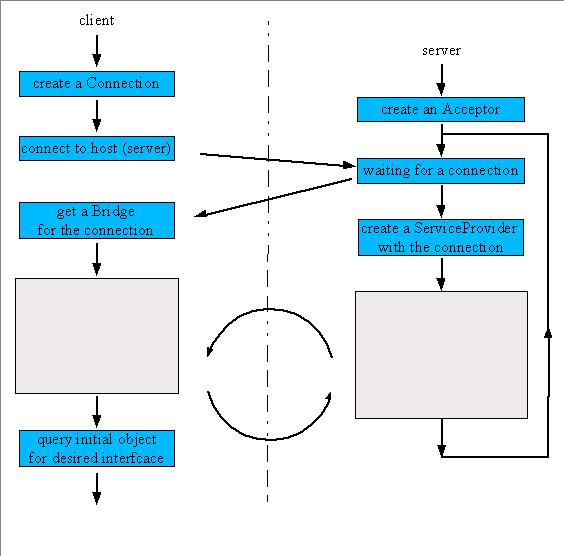 client
create a Connection
connect to host (server)
get a Bridge
for the connection
query initial object
for desired interfcace
server
create an Acceptor
waiting for a connection
create a ServiceProvider
with the connection